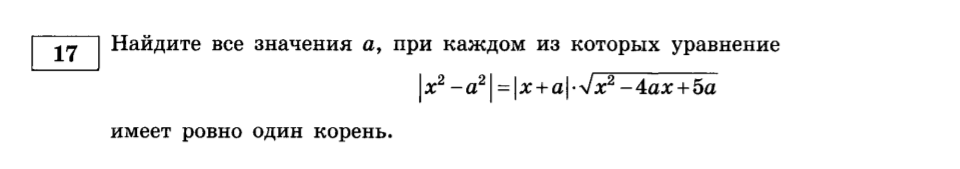 17
Найдите все значения a, при каждом из которых уравнение
|x² – a²| = |x + a| · √(x² – 4ax + 5a)
имеет ровно один корень.